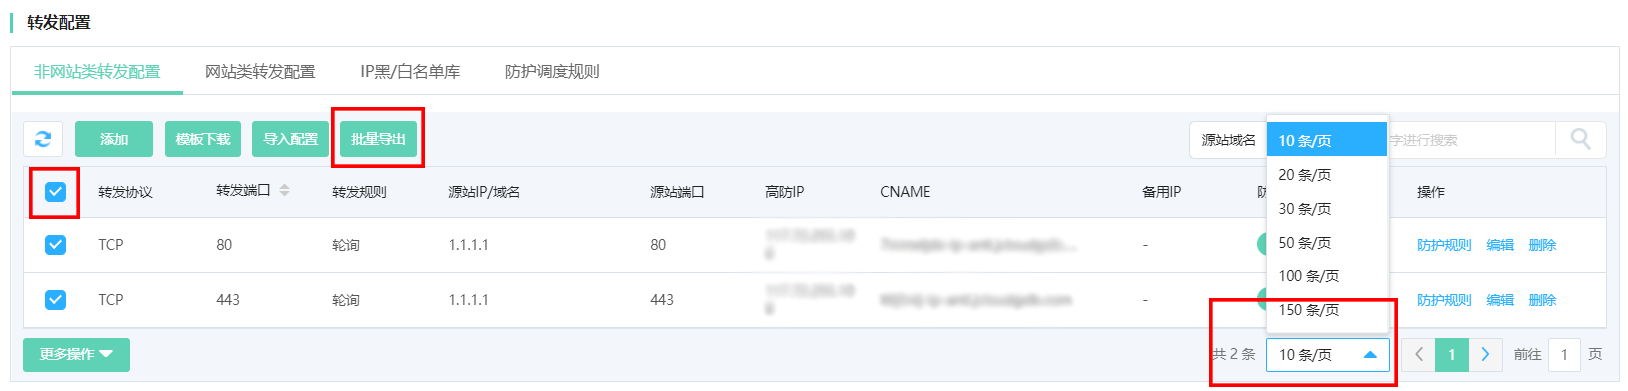 转发配置
非网站类转发配置 网站类转发配置 IP黑/白名单库 防护调度规则
添加 模板下载 导入配置 批量导出 源站域名 字进行搜索
转发协议 转发端口 转发规则 源站IP/域名 源站端口 高防IP CNAME 备用IP 操作
TCP 80 轮询 1.1.1.1 80 - 防护规则 编辑 删除
TCP 443 轮询 1.1.1.1 443 - 防护规则 编辑 删除
10 条/页
20 条/页
30 条/页
50 条/页
100 条/页
150 条/页
更多操作 共 2 条 10 条/页 1 前往 1 页